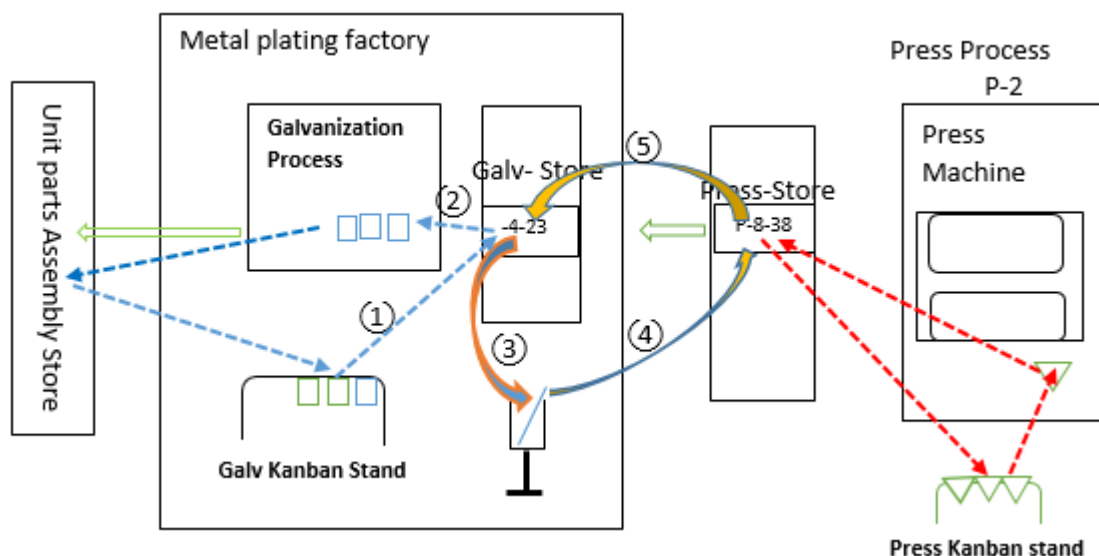 Metal plating factory
Press Process
P-2
Unit parts Assembly Store
Galvanization
Process
Galv- Store
-4-23
Press-Store
P-8-38
Press
Machine
①
②
③
④
⑤
Galv Kanban Stand
Press Kanban stand